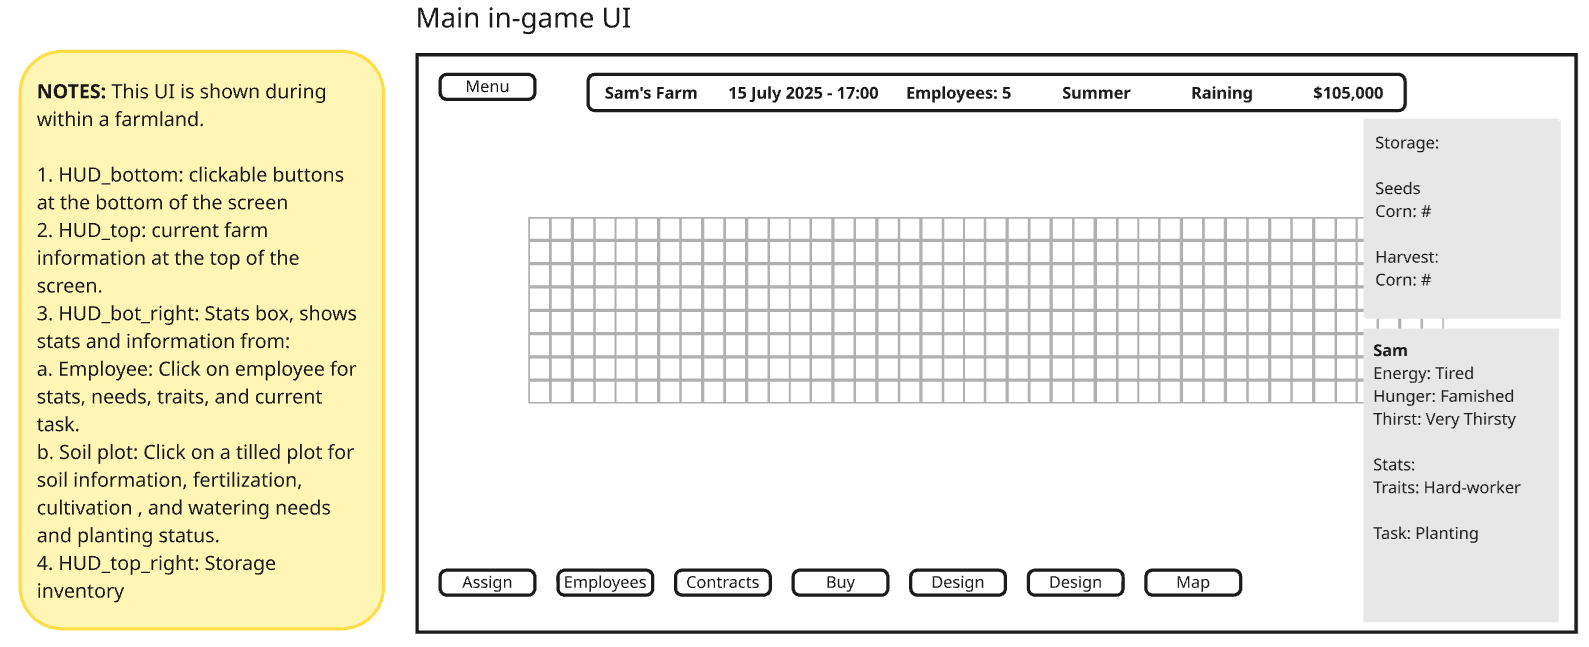 Main in-game UI
NOTES: This UI is shown during
within a farmland.
1. HUD_bottom: clickable buttons
at the bottom of the screen
2. HUD_top: current farm
information at the top of the
screen.
3. HUD_bot_right: Stats box, shows
stats and information from:
a. Employee: Click on employee for
stats, needs, traits, and current
task.
b. Soil plot: Click on a tilled plot for
soil information, fertilization,
cultivation , and watering needs
and planting status.
4. HUD_top_right: Storage
inventory
Menu
Sam's Farm 15 July 2025 - 17:00 Employees: 5 Summer Raining $105,000
Storage:
Seeds
Corn: #
Harvest:
Corn: #
Sam
Energy: Tired
Hunger: Famished
Thirst: Very Thirsty
Stats:
Traits: Hard-worker
Task: Planting
Assign Employees Contracts Buy Design Design Map